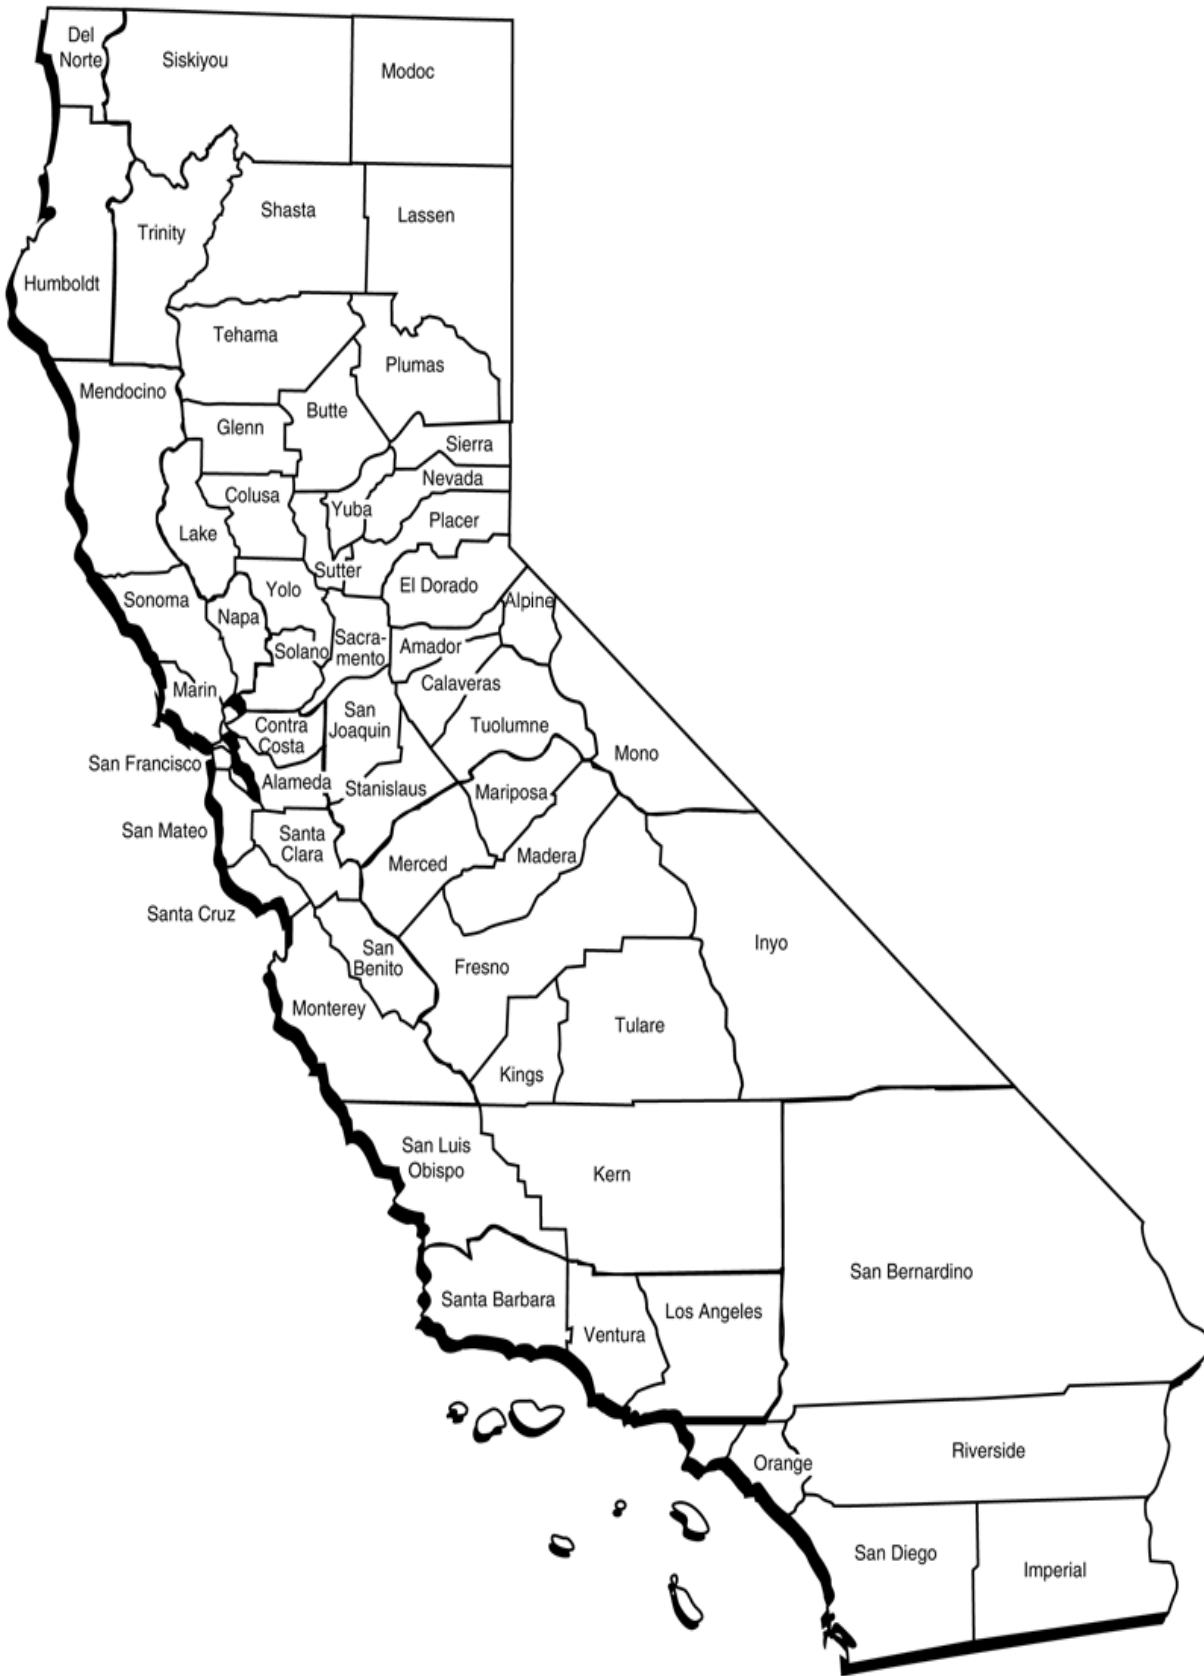 Del
Norte
Siskiyou
Modoc
Shasta
Lassen
Trinity
Humboldt
Tehama
Plumas
Mendocino
Butte
Glenn
Sierra
Nevada
Colusa
Yuba
Placer
Lake
Sutter
El Dorado
Yolo
Sonoma
Alpine
Napa
Sacra-
mento
Amador
Solano
Calaveras
Marin
San
Joaquin
Contra
Costa
Tuolumne
Mono
San Francisco
Alameda
Stanislaus
Mariposa
San Mateo
Santa
Clara
Merced
Madera
Santa Cruz
Inyo
San
Benito
Fresno
Monterey
Tulare
Kings
San Luis
Obispo
Kern
San Bernardino
Santa Barbara
Los Angeles
Ventura
Riverside
Orange
San Diego
Imperial